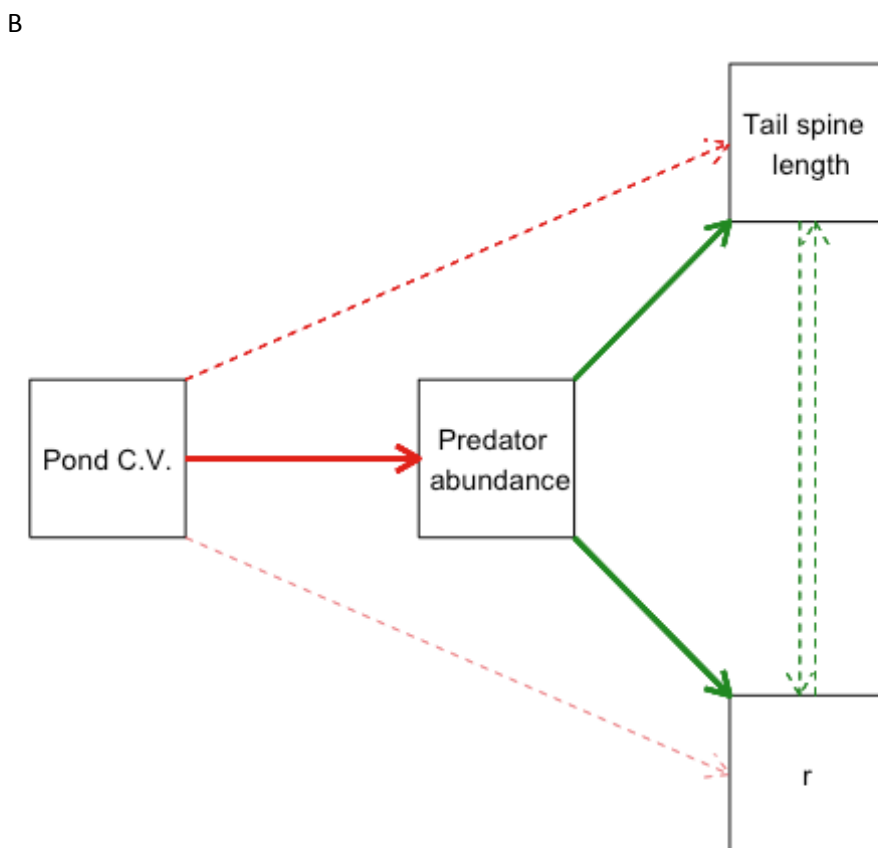 B
Tail spine
length
Pond C.V.
Predator
abundance
r